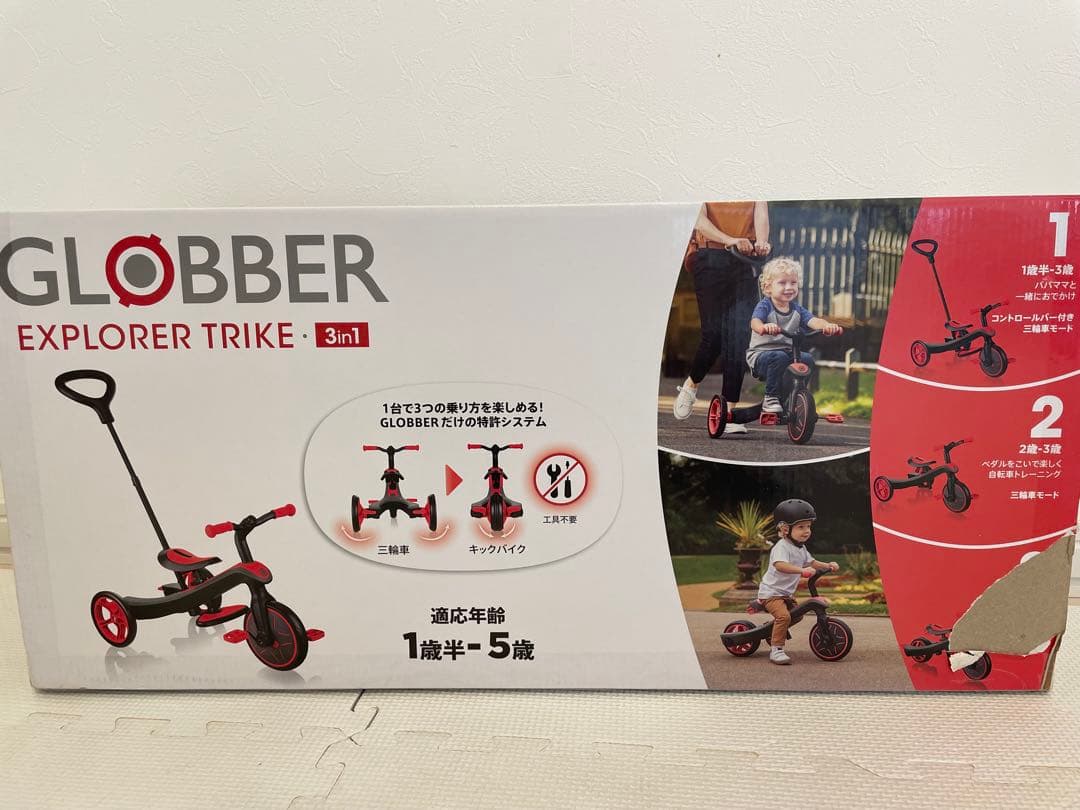 GLOBBER
EXPLORER TRIKE・3in1
1台で3つの乗り方を楽しめる!
GLOBBERだけの特許システム
三輪車
キックバイク
工具不要
適応年齢
1歳半-5歳
1
1歳半-3歳
パパママと
一緒におでかけ
コントロールバー付き
三輪車モード
2
2歳-3歳
ペダルをこいで楽しく
自転車トレーニング
三輪車モード